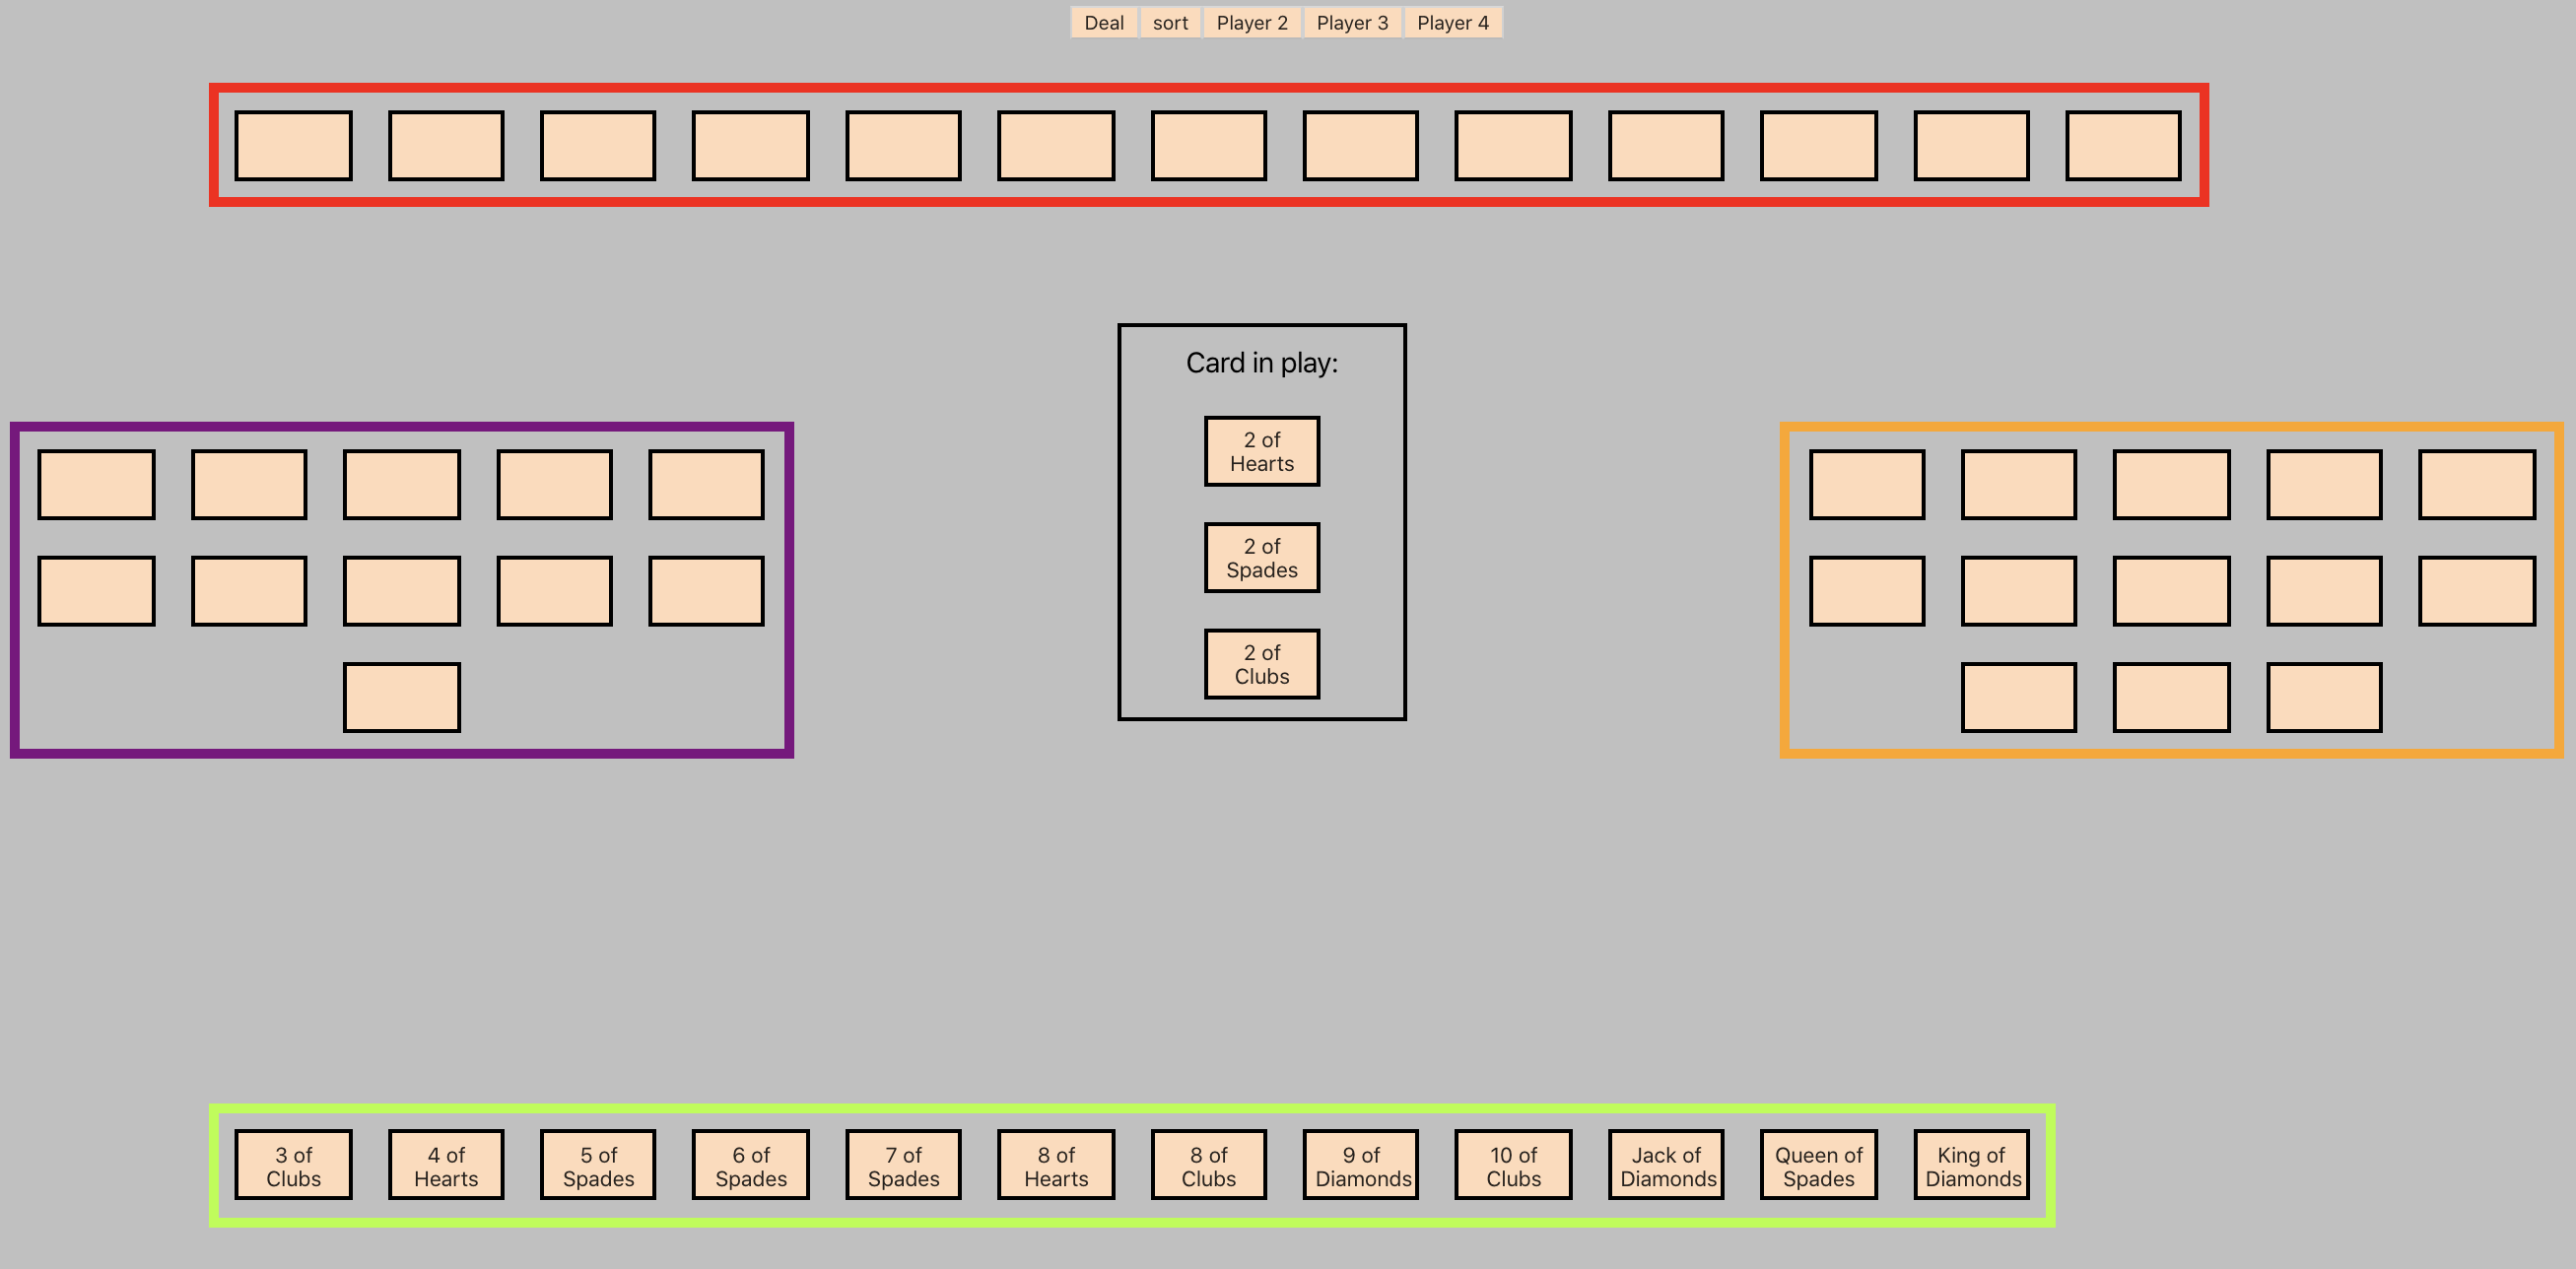 Deal sort Player 2 Player 3 Player 4
Card in play:
2 of
Hearts
2 of
Spades
2 of
Clubs
3 of
Clubs
4 of
Hearts
5 of
Spades
6 of
Spades
7 of
Spades
8 of
Hearts
8 of
Clubs
9 of
Diamonds
10 of
Clubs
Jack of
Diamonds
Queen of
Spades
King of
Diamonds